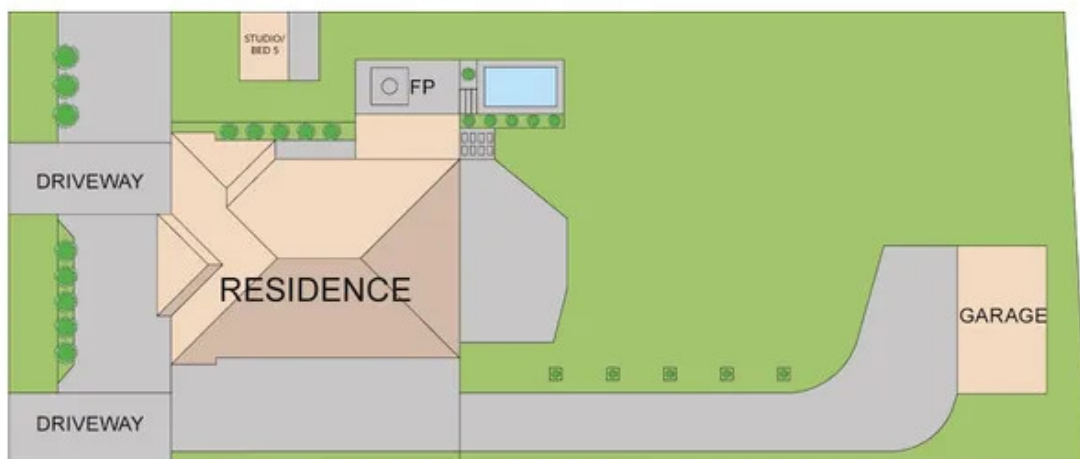 STUDIO/
BED 5
FP
DRIVEWAY
RESIDENCE
GARAGE
DRIVEWAY